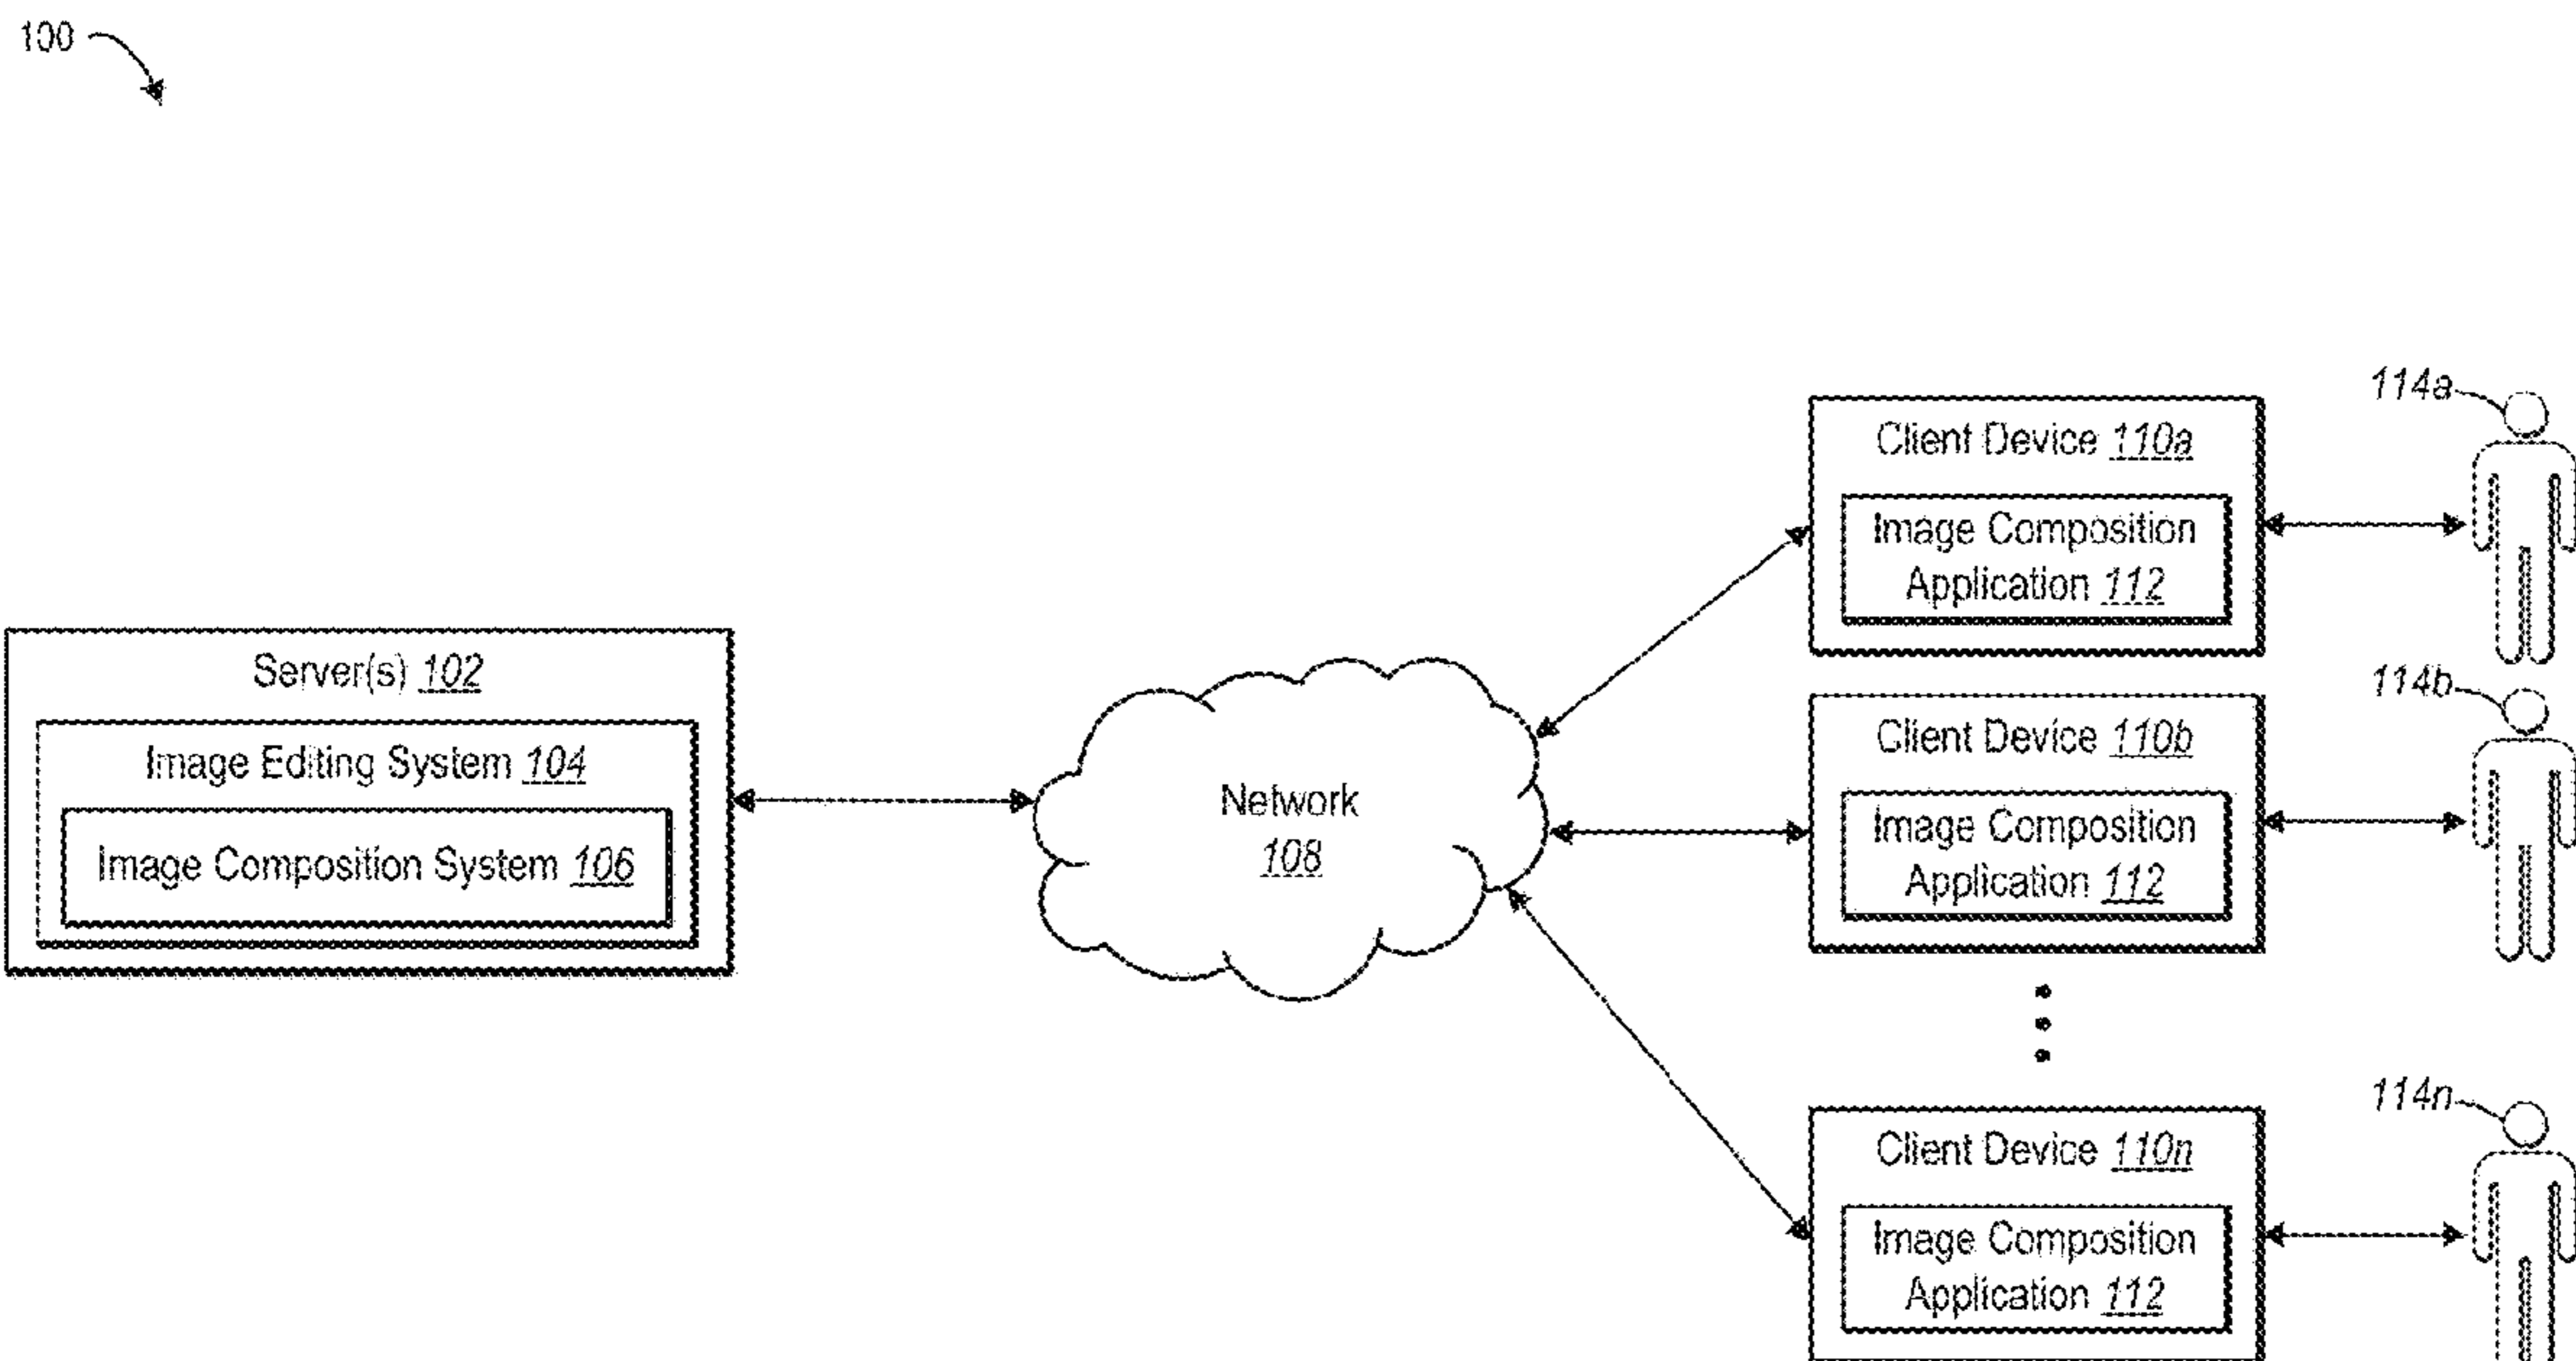 100
114a
Client Device 110a
Image Composition
Application 112
Server(s) 102
Image Editing System 104
Image Composition System 106
Network
108
114b
Client Device 110b
Image Composition
Application 112
114n
Client Device 110n
Image Composition
Application 112